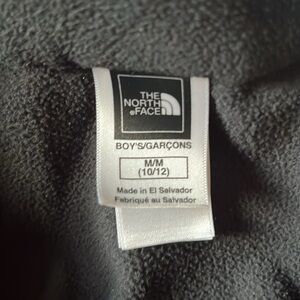 THE
NORTH
FACE
BOY'S/GARÇONS
M/M
(10/12)
Made in El Salvador
Fabriqué au Salvador